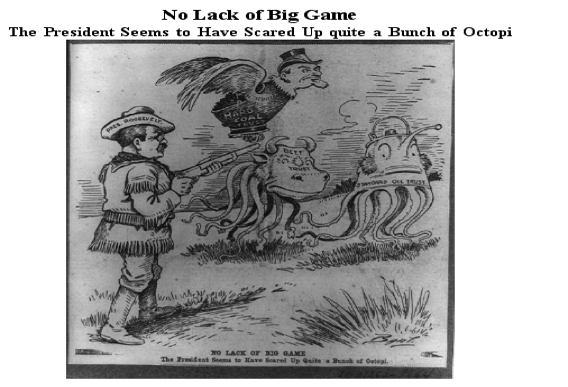 No Lack of Big Game
The President Seems to Have Scared Up quite a Bunch of Octopi
PRES. ROOSEVELT
HARD
COAL
BEEF
TRUST
STANDARD OIL TRUST
Bart
NO LACK OF BIG GAME
The President Seems to Have Scared Up Quite a Bunch of Octopi.